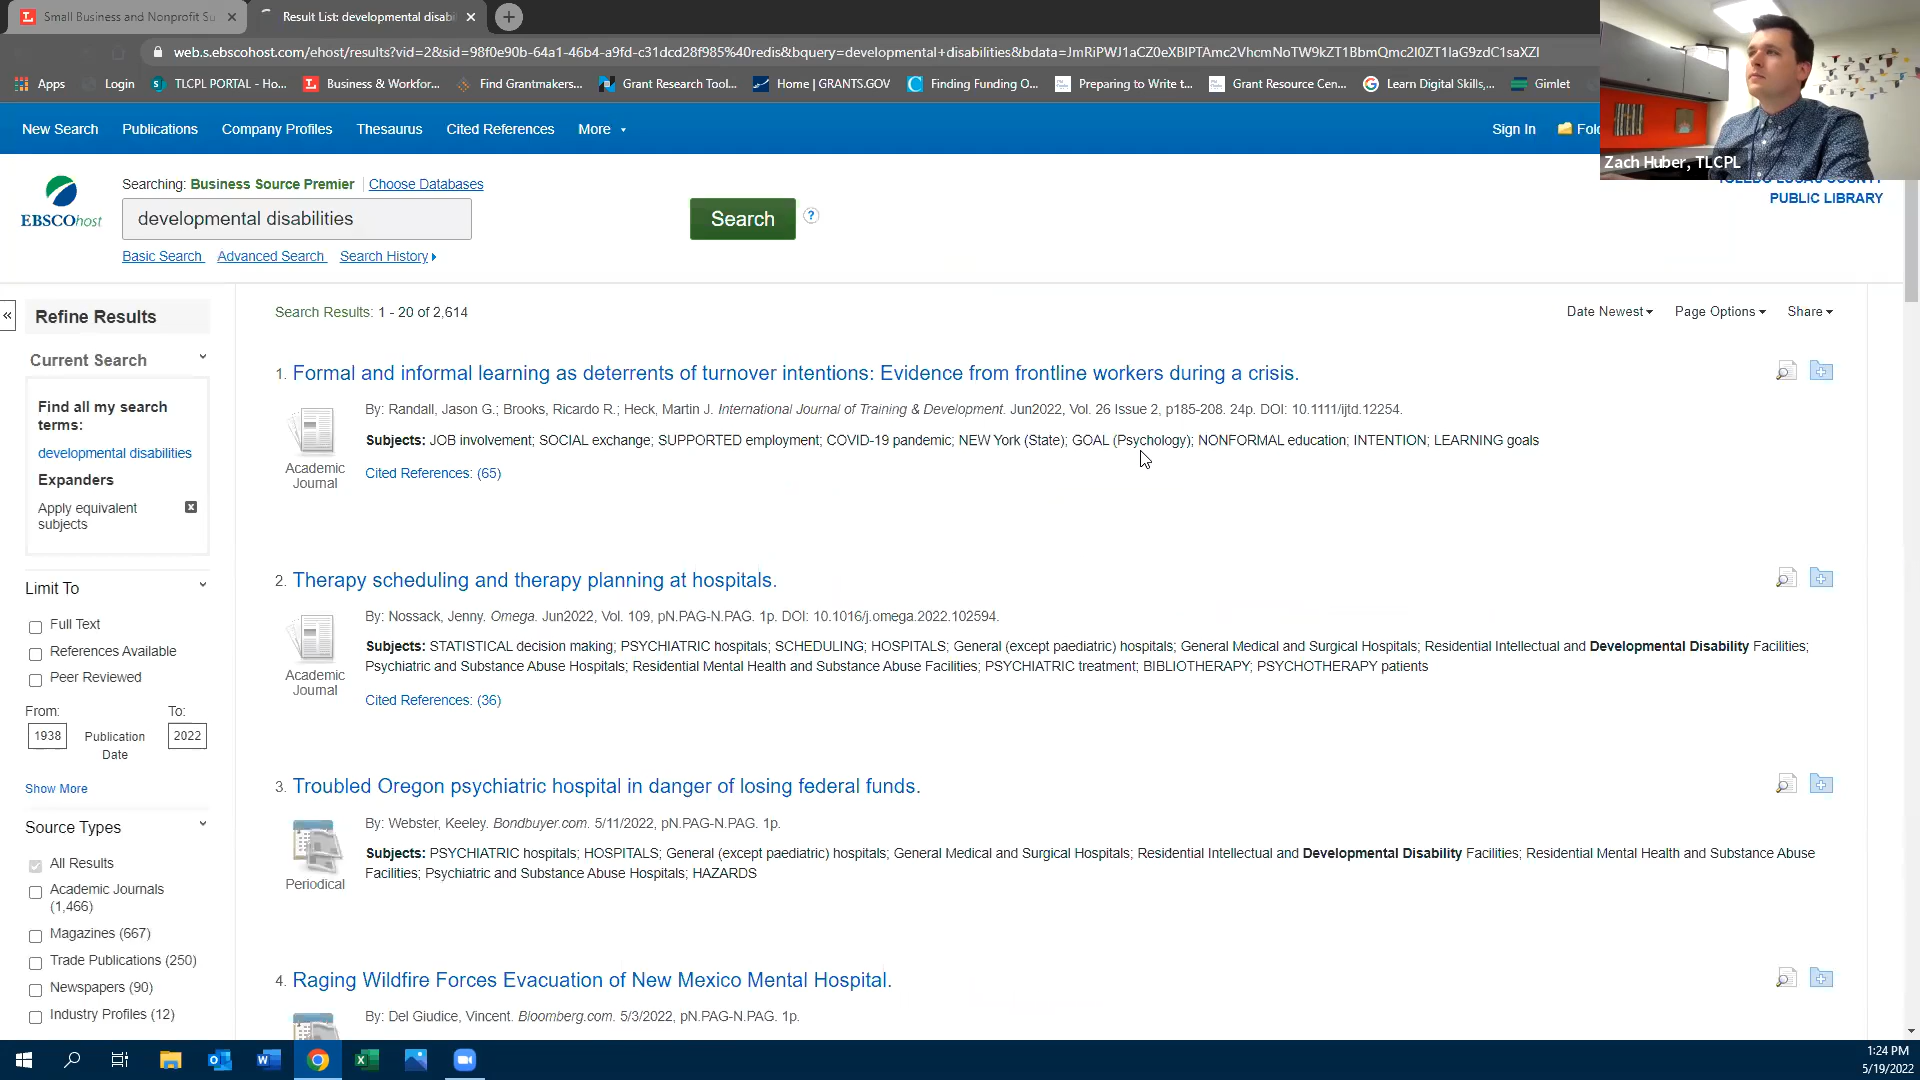 Small Business and Nonprofit Su
Result List: developmental disabi
web.s.ebscohost.com/ehost/results?vid=2&sid=98f0e90b-64a1-46b4-a9fd-c31dcd28f985%40redis&bquery=developmental+disabilities&bdata=JmRiPWJ1aCZ0eXBlPTAmc2VhcmNoTW9kZT1BbmQmc2l0ZT1laG9zdC1saXZl
Apps Login TLCPL PORTAL - Ho... Business & Workfor... Find Grantmakers... Grant Research Tool... Home | GRANTS.GOV Finding Funding O... Preparing to Write t... Grant Resource Cen... Learn Digital Skills,... Gimlet
New Search Publications Company Profiles Thesaurus Cited References More Sign In Fol
Zach Huber, TLCPL
PUBLIC LIBRARY
Searching: Business Source Premier Choose Databases
EBSCOhost
developmental disabilities
Search ?
Basic Search Advanced Search Search History
Refine Results
Current Search
Find all my search
terms:
developmental disabilities
Expanders
Apply equivalent
subjects
Limit To
Full Text
References Available
Peer Reviewed
From: To:
1938 Publication Date 2022
Show More
Source Types
All Results
Academic Journals
(1,466)
Magazines (667)
Trade Publications (250)
Newspapers (90)
Industry Profiles (12)
Search Results: 1 - 20 of 2,614
Date Newest Page Options Share
1. Formal and informal learning as deterrents of turnover intentions: Evidence from frontline workers during a crisis.
Academic
Journal
By: Randall, Jason G.; Brooks, Ricardo R.; Heck, Martin J. International Journal of Training & Development. Jun2022, Vol. 26 Issue 2, p185-208. 24p. DOI: 10.1111/ijtd.12254.
Subjects: JOB involvement; SOCIAL exchange; SUPPORTED employment; COVID-19 pandemic; NEW York (State); GOAL (Psychology); NONFORMAL education; INTENTION; LEARNING goals
Cited References: (65)
2. Therapy scheduling and therapy planning at hospitals.
Academic
Journal
By: Nossack, Jenny. Omega. Jun2022, Vol. 109, pN.PAG-N.PAG. 1p. DOI: 10.1016/j.omega.2022.102594.
Subjects: STATISTICAL decision making; PSYCHIATRIC hospitals; SCHEDULING; HOSPITALS; General (except paediatric) hospitals; General Medical and Surgical Hospitals; Residential Intellectual and Developmental Disability Facilities;
Psychiatric and Substance Abuse Hospitals; Residential Mental Health and Substance Abuse Facilities; PSYCHIATRIC treatment; BIBLIOTHERAPY; PSYCHOTHERAPY patients
Cited References: (36)
3. Troubled Oregon psychiatric hospital in danger of losing federal funds.
Periodical
By: Webster, Keeley. Bondbuyer.com. 5/11/2022, pN.PAG-N.PAG. 1p.
Subjects: PSYCHIATRIC hospitals; HOSPITALS; General (except paediatric) hospitals; General Medical and Surgical Hospitals; Residential Intellectual and Developmental Disability Facilities; Residential Mental Health and Substance Abuse
Facilities; Psychiatric and Substance Abuse Hospitals; HAZARDS
4. Raging Wildfire Forces Evacuation of New Mexico Mental Hospital.
By: Del Giudice, Vincent. Bloomberg.com. 5/3/2022, pN.PAG-N.PAG. 1p.
1:24 PM
5/19/2022